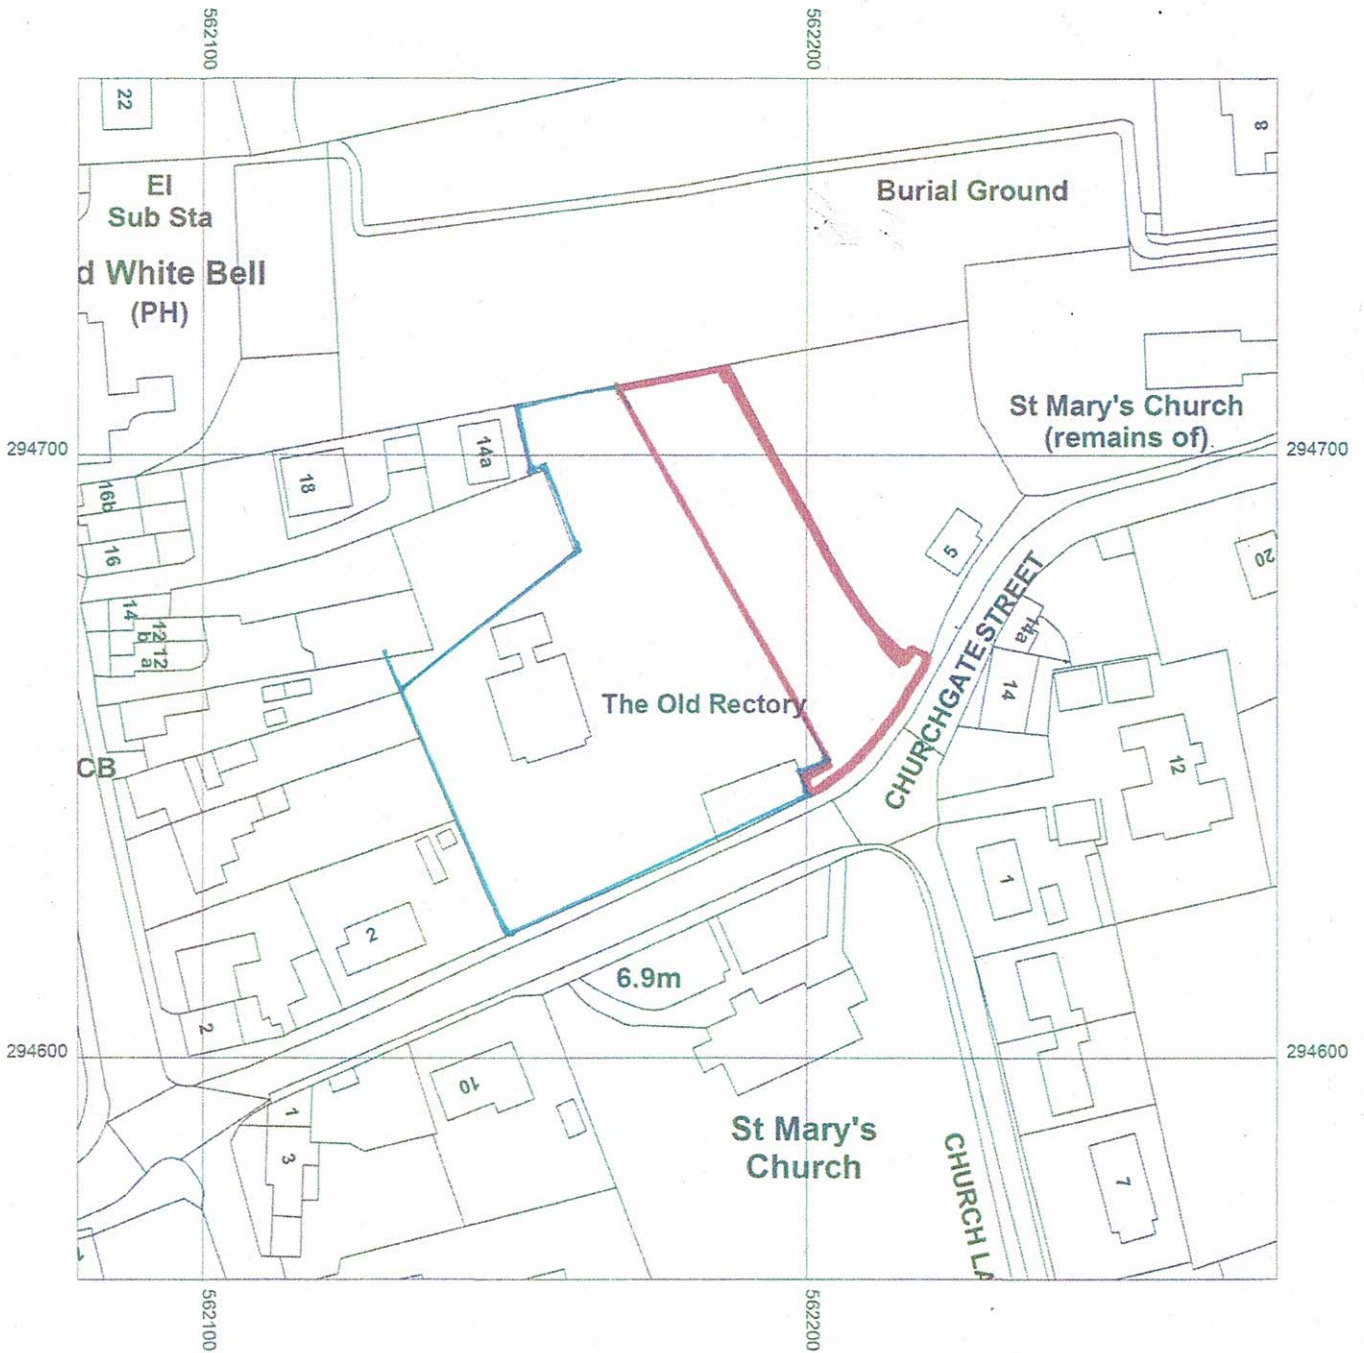 562100
562200
22
8
El
Sub Sta
Burial Ground
d White Bell
(PH)
St Mary's Church
(remains of)
294700
294700
14a
18
16b
16
5
20
14
12
b
a
12
14a
14
CHURCHGATE STREET
The Old Rectory
CB
12
1
2
6.9m
2
294600
294600
10
1
3
St Mary's
Church
CHURCH LA
7
562100
562200